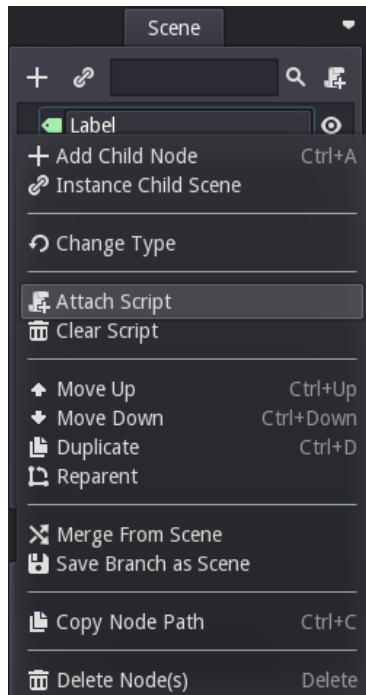 Scene
Label
Add Child Node Ctrl+A
Instance Child Scene
Change Type
Attach Script
Clear Script
Move Up Ctrl+Up
Move Down Ctrl+Down
Duplicate Ctrl+D
Reparent
Merge From Scene
Save Branch as Scene
Copy Node Path Ctrl+C
Delete Node(s) Delete